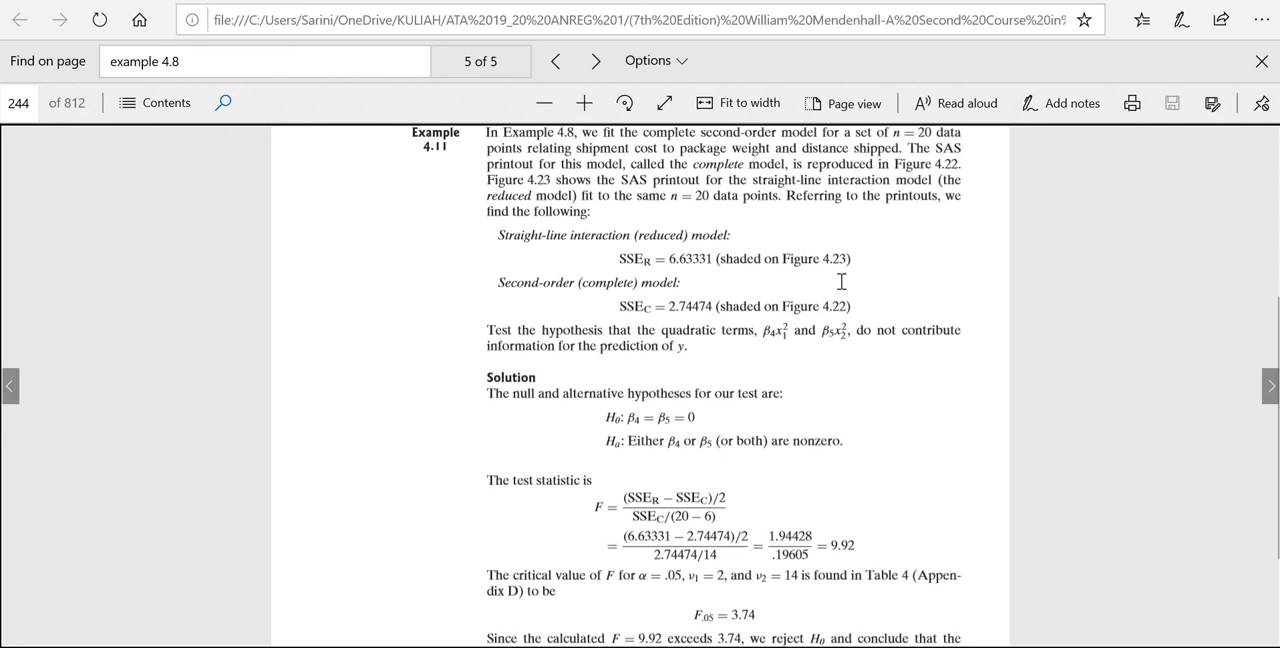 file:///C:/Users/Sarini/OneDrive/KULIAH/ATA%2019_20%20ANREG%201/(7th%20Edition)%20William%20Mendenhall-A%20Second%20Course%20in%
Find on page
example 4.8
5 of 5
Options
244 of 812
Contents
Fit to width
Page view
Read aloud
Add notes
Example In Example 4.8, we fit the complete second-order model for a set of n = 20 data
4.11 points relating shipment cost to package weight and distance shipped. The SAS
printout for this model, called the complete model, is reproduced in Figure 4.22.
Figure 4.23 shows the SAS printout for the straight-line interaction model (the
reduced model) fit to the same n = 20 data points. Referring to the printouts, we
find the following:
Straight-line interaction (reduced) model:
SSE_R = 6.63331 (shaded on Figure 4.23)
Second-order (complete) model:
SSE_C = 2.74474 (shaded on Figure 4.22)
Test the hypothesis that the quadratic terms, β₄x₁² and β₅x₂², do not contribute
information for the prediction of y.
Solution
The null and alternative hypotheses for our test are:
H₀: β₄ = β₅ = 0
Hₐ: Either β₄ or β₅ (or both) are nonzero.
The test statistic is
F = (SSE_R − SSE_C)/2
SSE_C/(20 − 6)
= (6.63331 − 2.74474)/2 = 1.94428 = 9.92
2.74474/14 .19605
The critical value of F for α = .05, ν₁ = 2, and ν₂ = 14 is found in Table 4 (Appen-
dix D) to be
F.₀₅ = 3.74
Since the calculated F = 9.92 exceeds 3.74, we reject H₀ and conclude that the